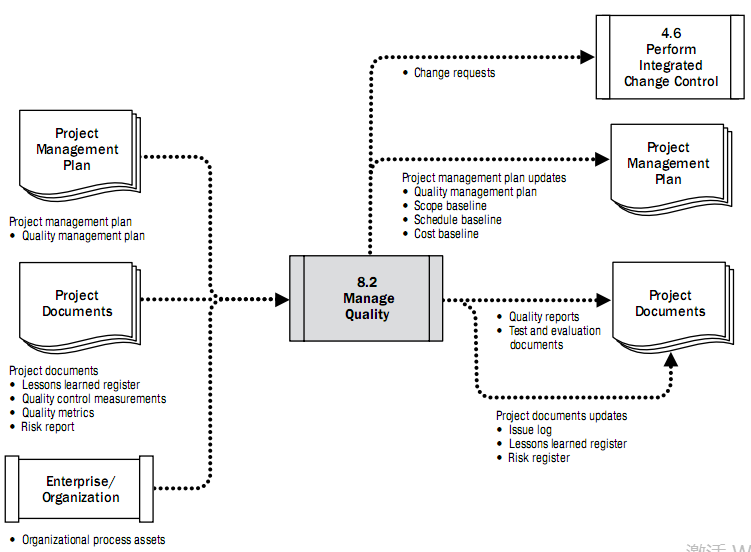 4.6
Perform
Integrated
Change Control
• Change requests
Project
Management
Plan
Project management plan
• Quality management plan
Project
Management
Plan
Project management plan updates
• Quality management plan
• Scope baseline
• Schedule baseline
• Cost baseline
8.2
Manage
Quality
Project
Documents
Project documents
• Lessons learned register
• Quality control measurements
• Quality metrics
• Risk report
Project
Documents
• Quality reports
• Test and evaluation
documents
Project documents updates
• Issue log
• Lessons learned register
• Risk register
Enterprise/
Organization
• Organizational process assets
激活 W